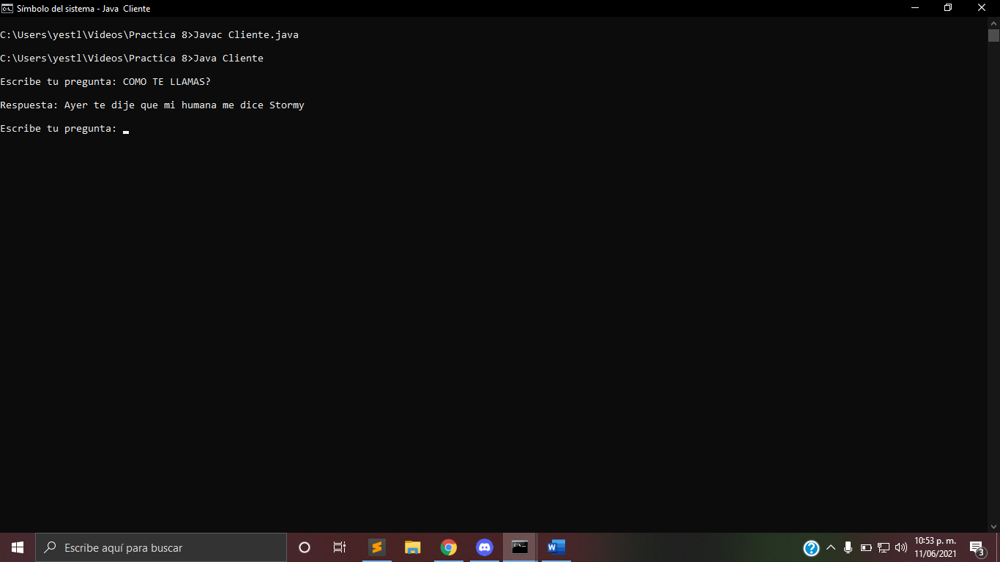 Símbolo del sistema - Java  Cliente
C:\Users\yestl\Videos\Practica 8>Javac Cliente.java
C:\Users\yestl\Videos\Practica 8>Java Cliente
Escribe tu pregunta: COMO TE LLAMAS?
Respuesta: Ayer te dije que mi humana me dice Stormy
Escribe tu pregunta:
Escribe aquí para buscar
10:53 p. m.
11/06/2021
3